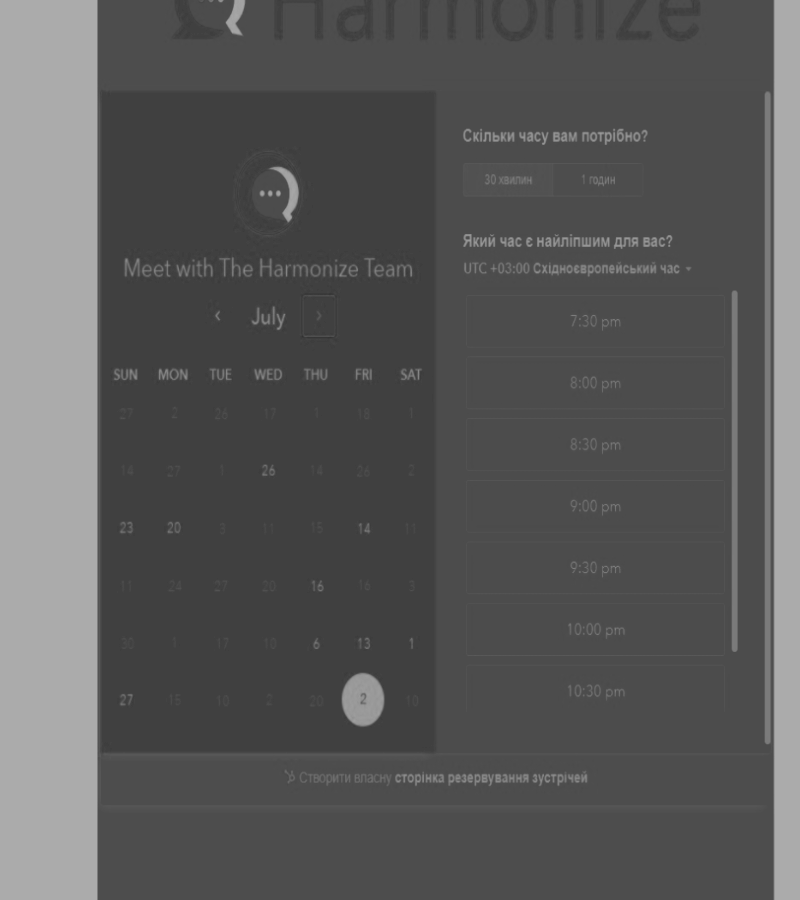 Harmonize
Meet with The Harmonize Team
‹ July ›
SUN MON TUE WED THU FRI SAT
27 2 26 17 1 18 1
14 27 1 26 14 26 2
23 20 9 11 15 14 11
11 24 27 20 16 16 3
30 1 17 10 6 13 1
27 15 10 2 20 2 10
Скільки часу вам потрібно?
30 хвилин 1 годин
Який час є найліпшим для вас?
UTC +03:00 Східноєвропейський час
7:30 pm
8:00 pm
8:30 pm
9:00 pm
9:30 pm
10:00 pm
10:30 pm
Створити власну сторінка резервування зустрічей